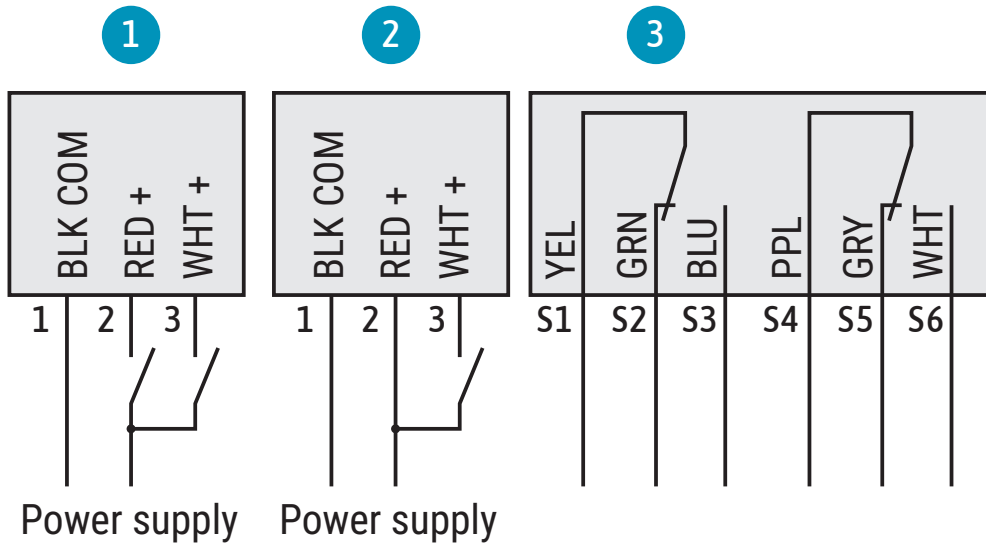 1
2
3
BLK COM
RED +
WHT +
BLK COM
RED +
WHT +
YEL
GRN
BLU
PPL
GRY
WHT
1 2 3
1 2 3
S1 S2 S3 S4 S5 S6
Power supply
Power supply